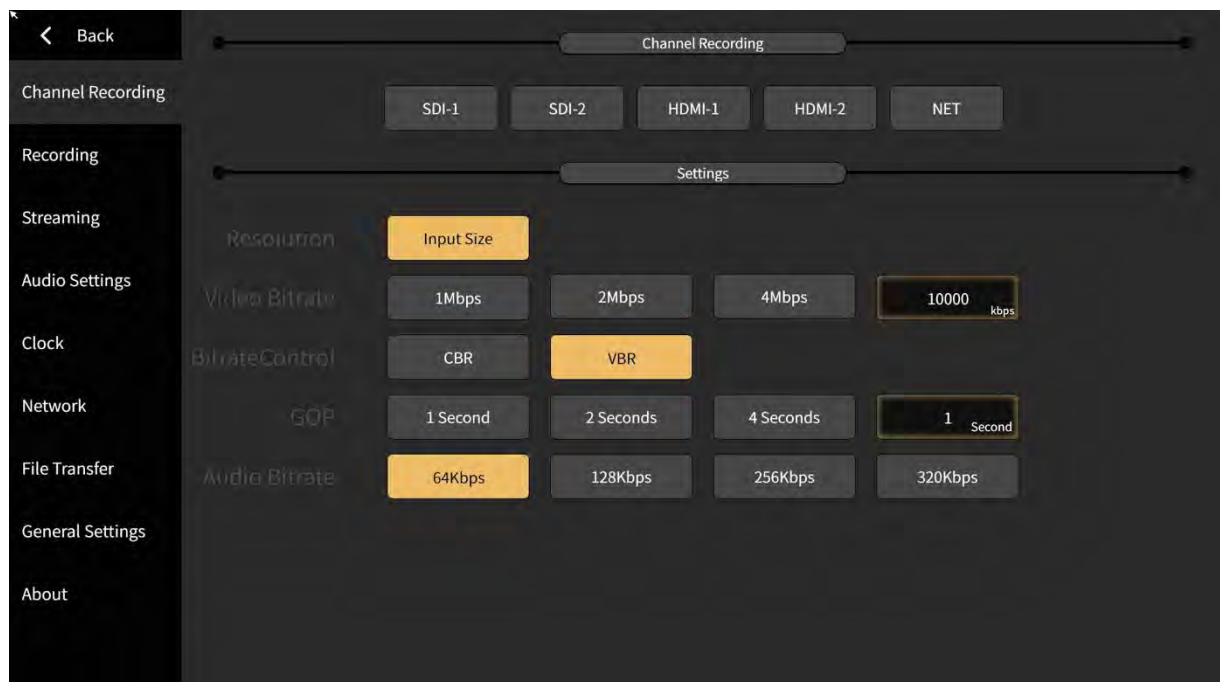 Back
Channel Recording
Recording
Streaming
Audio Settings
Clock
Network
File Transfer
General Settings
About
Channel Recording
SDI-1 SDI-2 HDMI-1 HDMI-2 NET
Settings
Resolution Input Size
Video Bitrate 1Mbps 2Mbps 4Mbps 10000 kbps
BitrateControl CBR VBR
GOP 1 Second 2 Seconds 4 Seconds 1 Second
Audio Bitrate 64Kbps 128Kbps 256Kbps 320Kbps